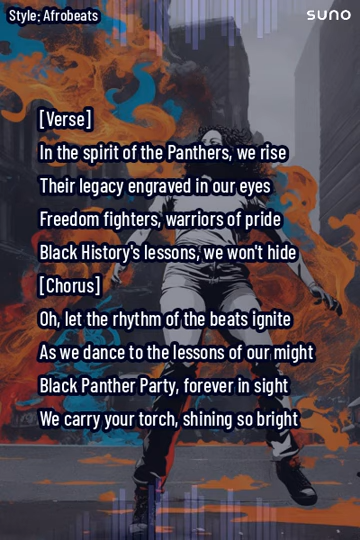 Style: Afrobeats
suno
[Verse]
In the spirit of the Panthers, we rise
Their legacy engraved in our eyes
Freedom fighters, warriors of pride
Black History's lessons, we won't hide
[Chorus]
Oh, let the rhythm of the beats ignite
As we dance to the lessons of our might
Black Panther Party, forever in sight
We carry your torch, shining so bright